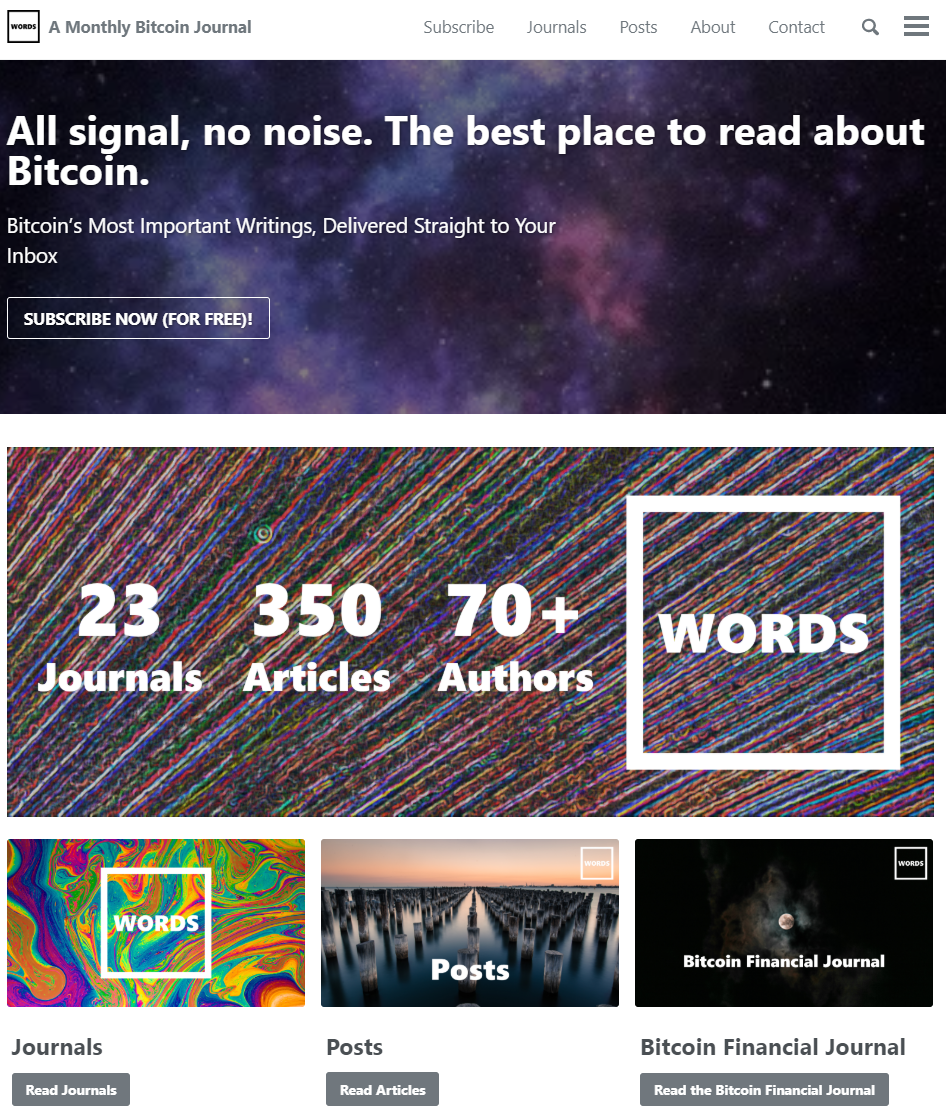 WORDS
A Monthly Bitcoin Journal
Subscribe
Journals
Posts
About
Contact
All signal, no noise. The best place to read about
Bitcoin.
Bitcoin’s Most Important Writings, Delivered Straight to Your
Inbox
SUBSCRIBE NOW (FOR FREE)!
23
Journals
350
Articles
70+
Authors
WORDS
WORDS
WORDS
Posts
WORDS
Bitcoin Financial Journal
Journals
Posts
Bitcoin Financial Journal
Read Journals
Read Articles
Read the Bitcoin Financial Journal